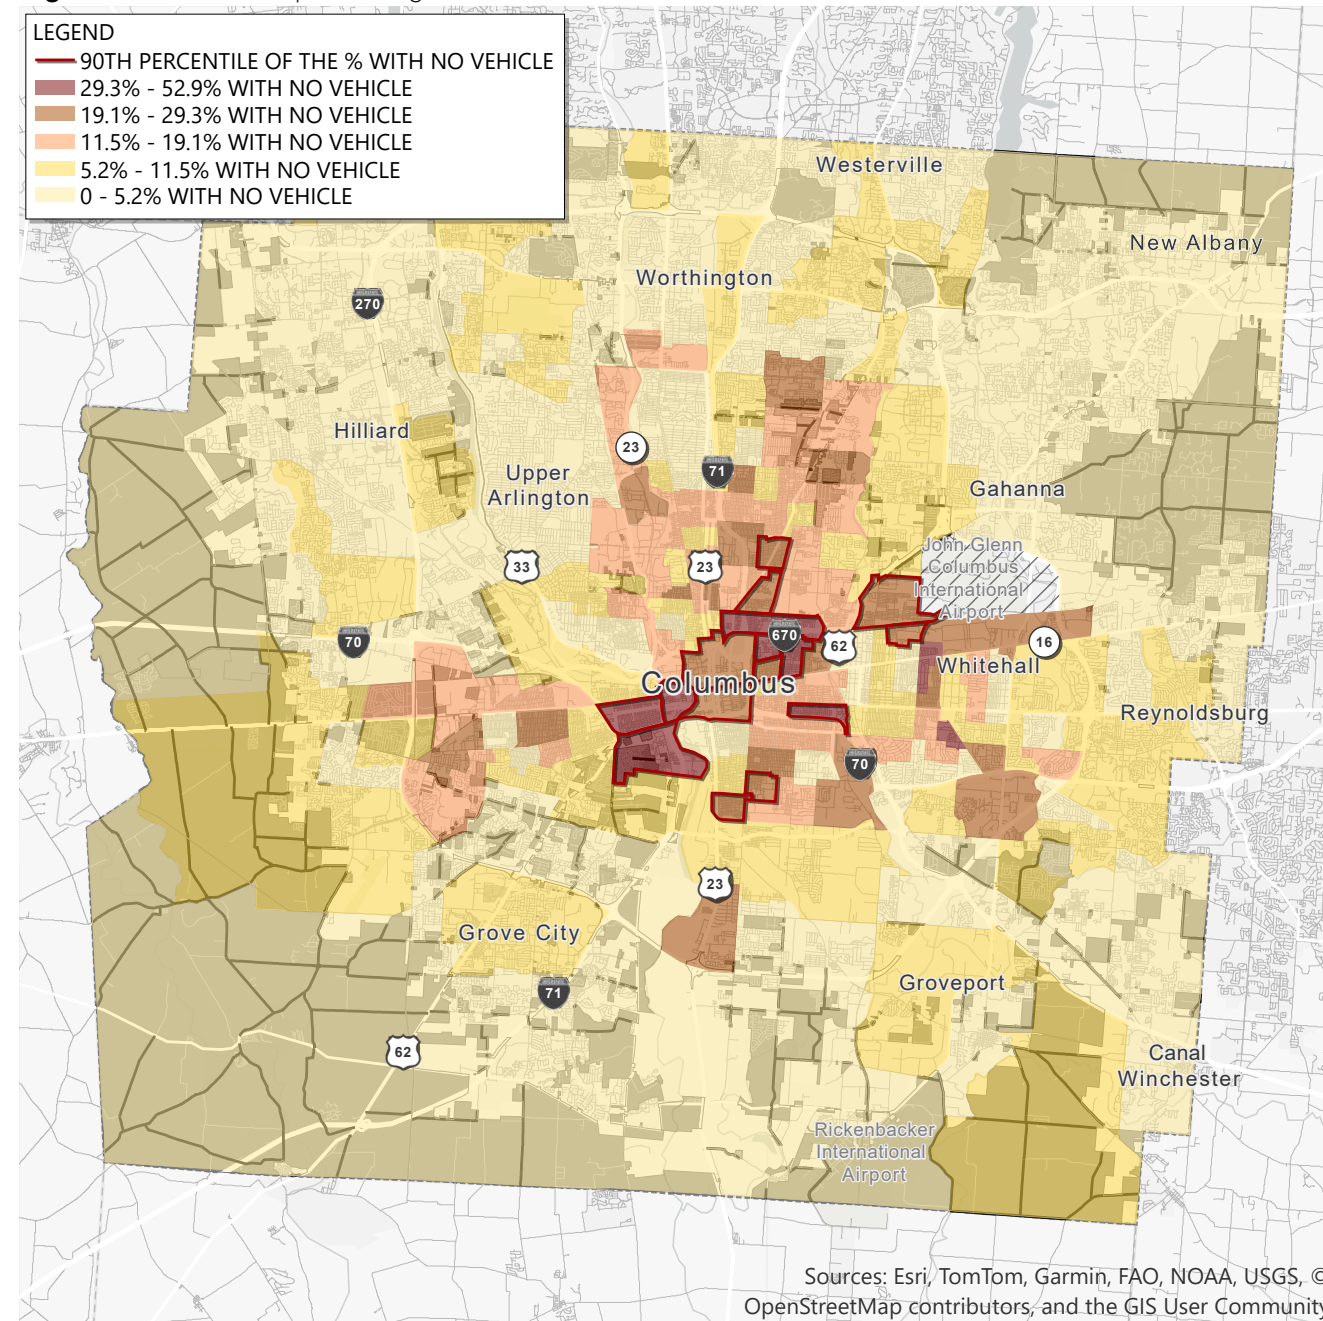 LEGEND
90TH PERCENTILE OF THE % WITH NO VEHICLE
29.3% - 52.9% WITH NO VEHICLE
19.1% - 29.3% WITH NO VEHICLE
11.5% - 19.1% WITH NO VEHICLE
5.2% - 11.5% WITH NO VEHICLE
0 - 5.2% WITH NO VEHICLE
Westerville
New Albany
Worthington
270
Hilliard
23
71
Upper
Arlington
Gahanna
John Glenn
Columbus
International
Airport
33
23
70
670
62
16
Whitehall
Columbus
Reynoldsburg
70
23
Grove City
71
Groveport
62
Canal
Winchester
Rickenbacker
International
Airport
Sources: Esri, TomTom, Garmin, FAO, NOAA, USGS, ©
OpenStreetMap contributors, and the GIS User Community